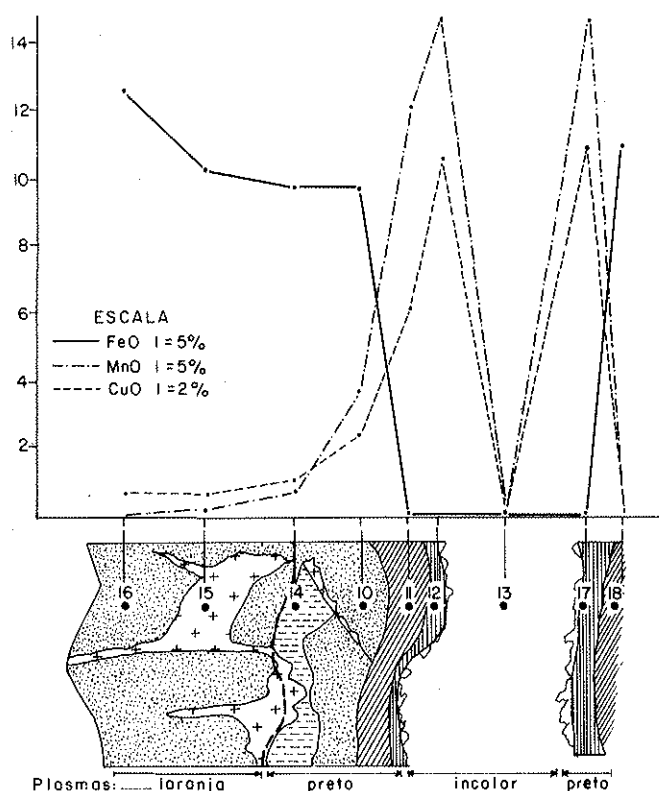 14
12
10
8
6
4
2
ESCALA
FeO 1=5%
MnO 1=5%
CuO 1=2%
16 15 14 10 11 12 13 17 18
Plasmas: laranja preto incolor preto